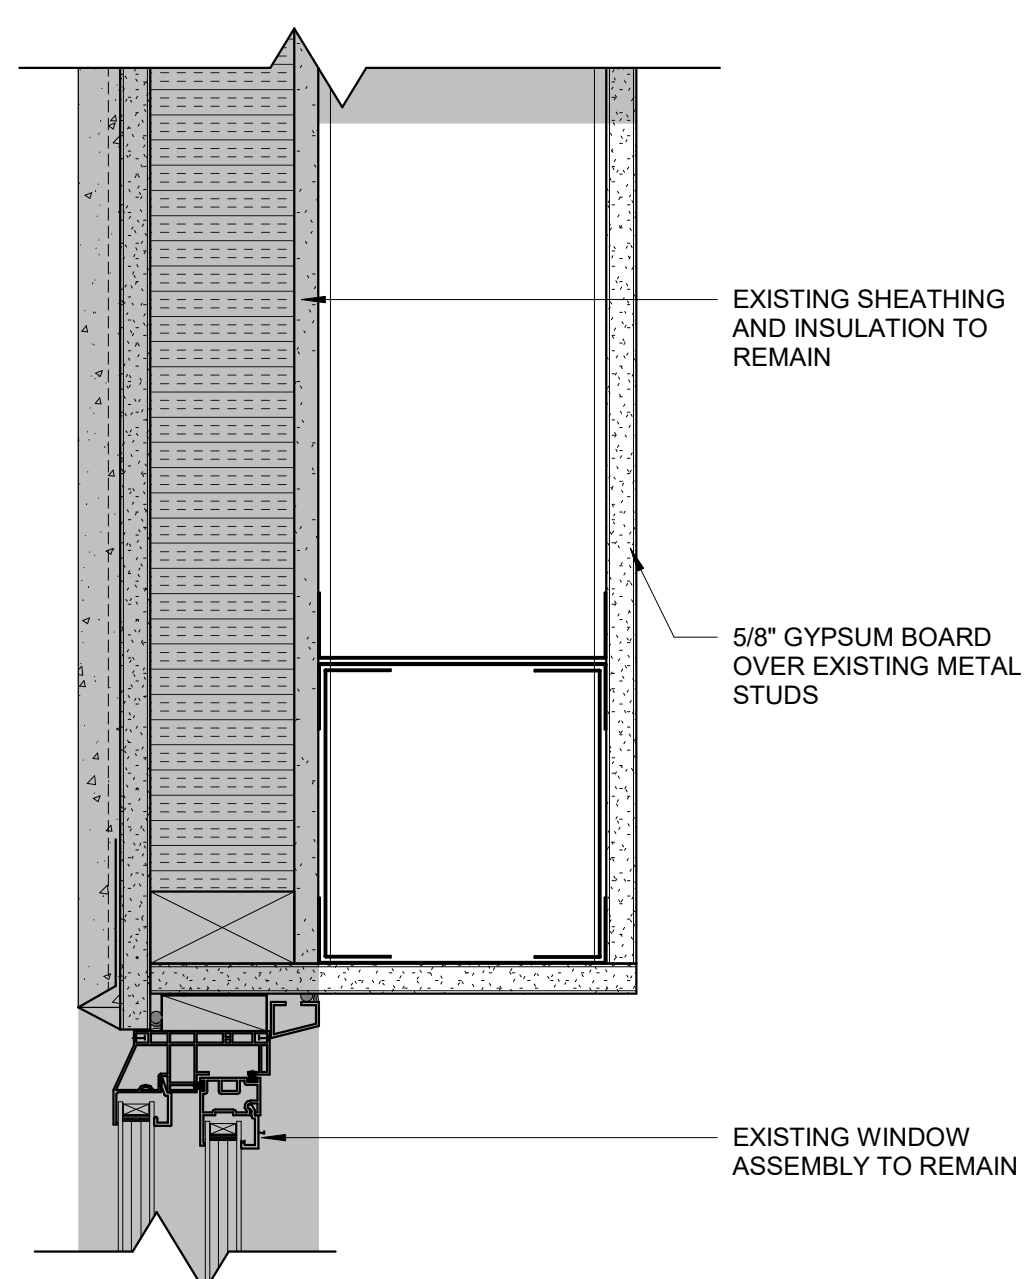 EXISTING SHEATHING
AND INSULATION TO
REMAIN
5/8" GYPSUM BOARD
OVER EXISTING METAL
STUDS
EXISTING WINDOW
ASSEMBLY TO REMAIN